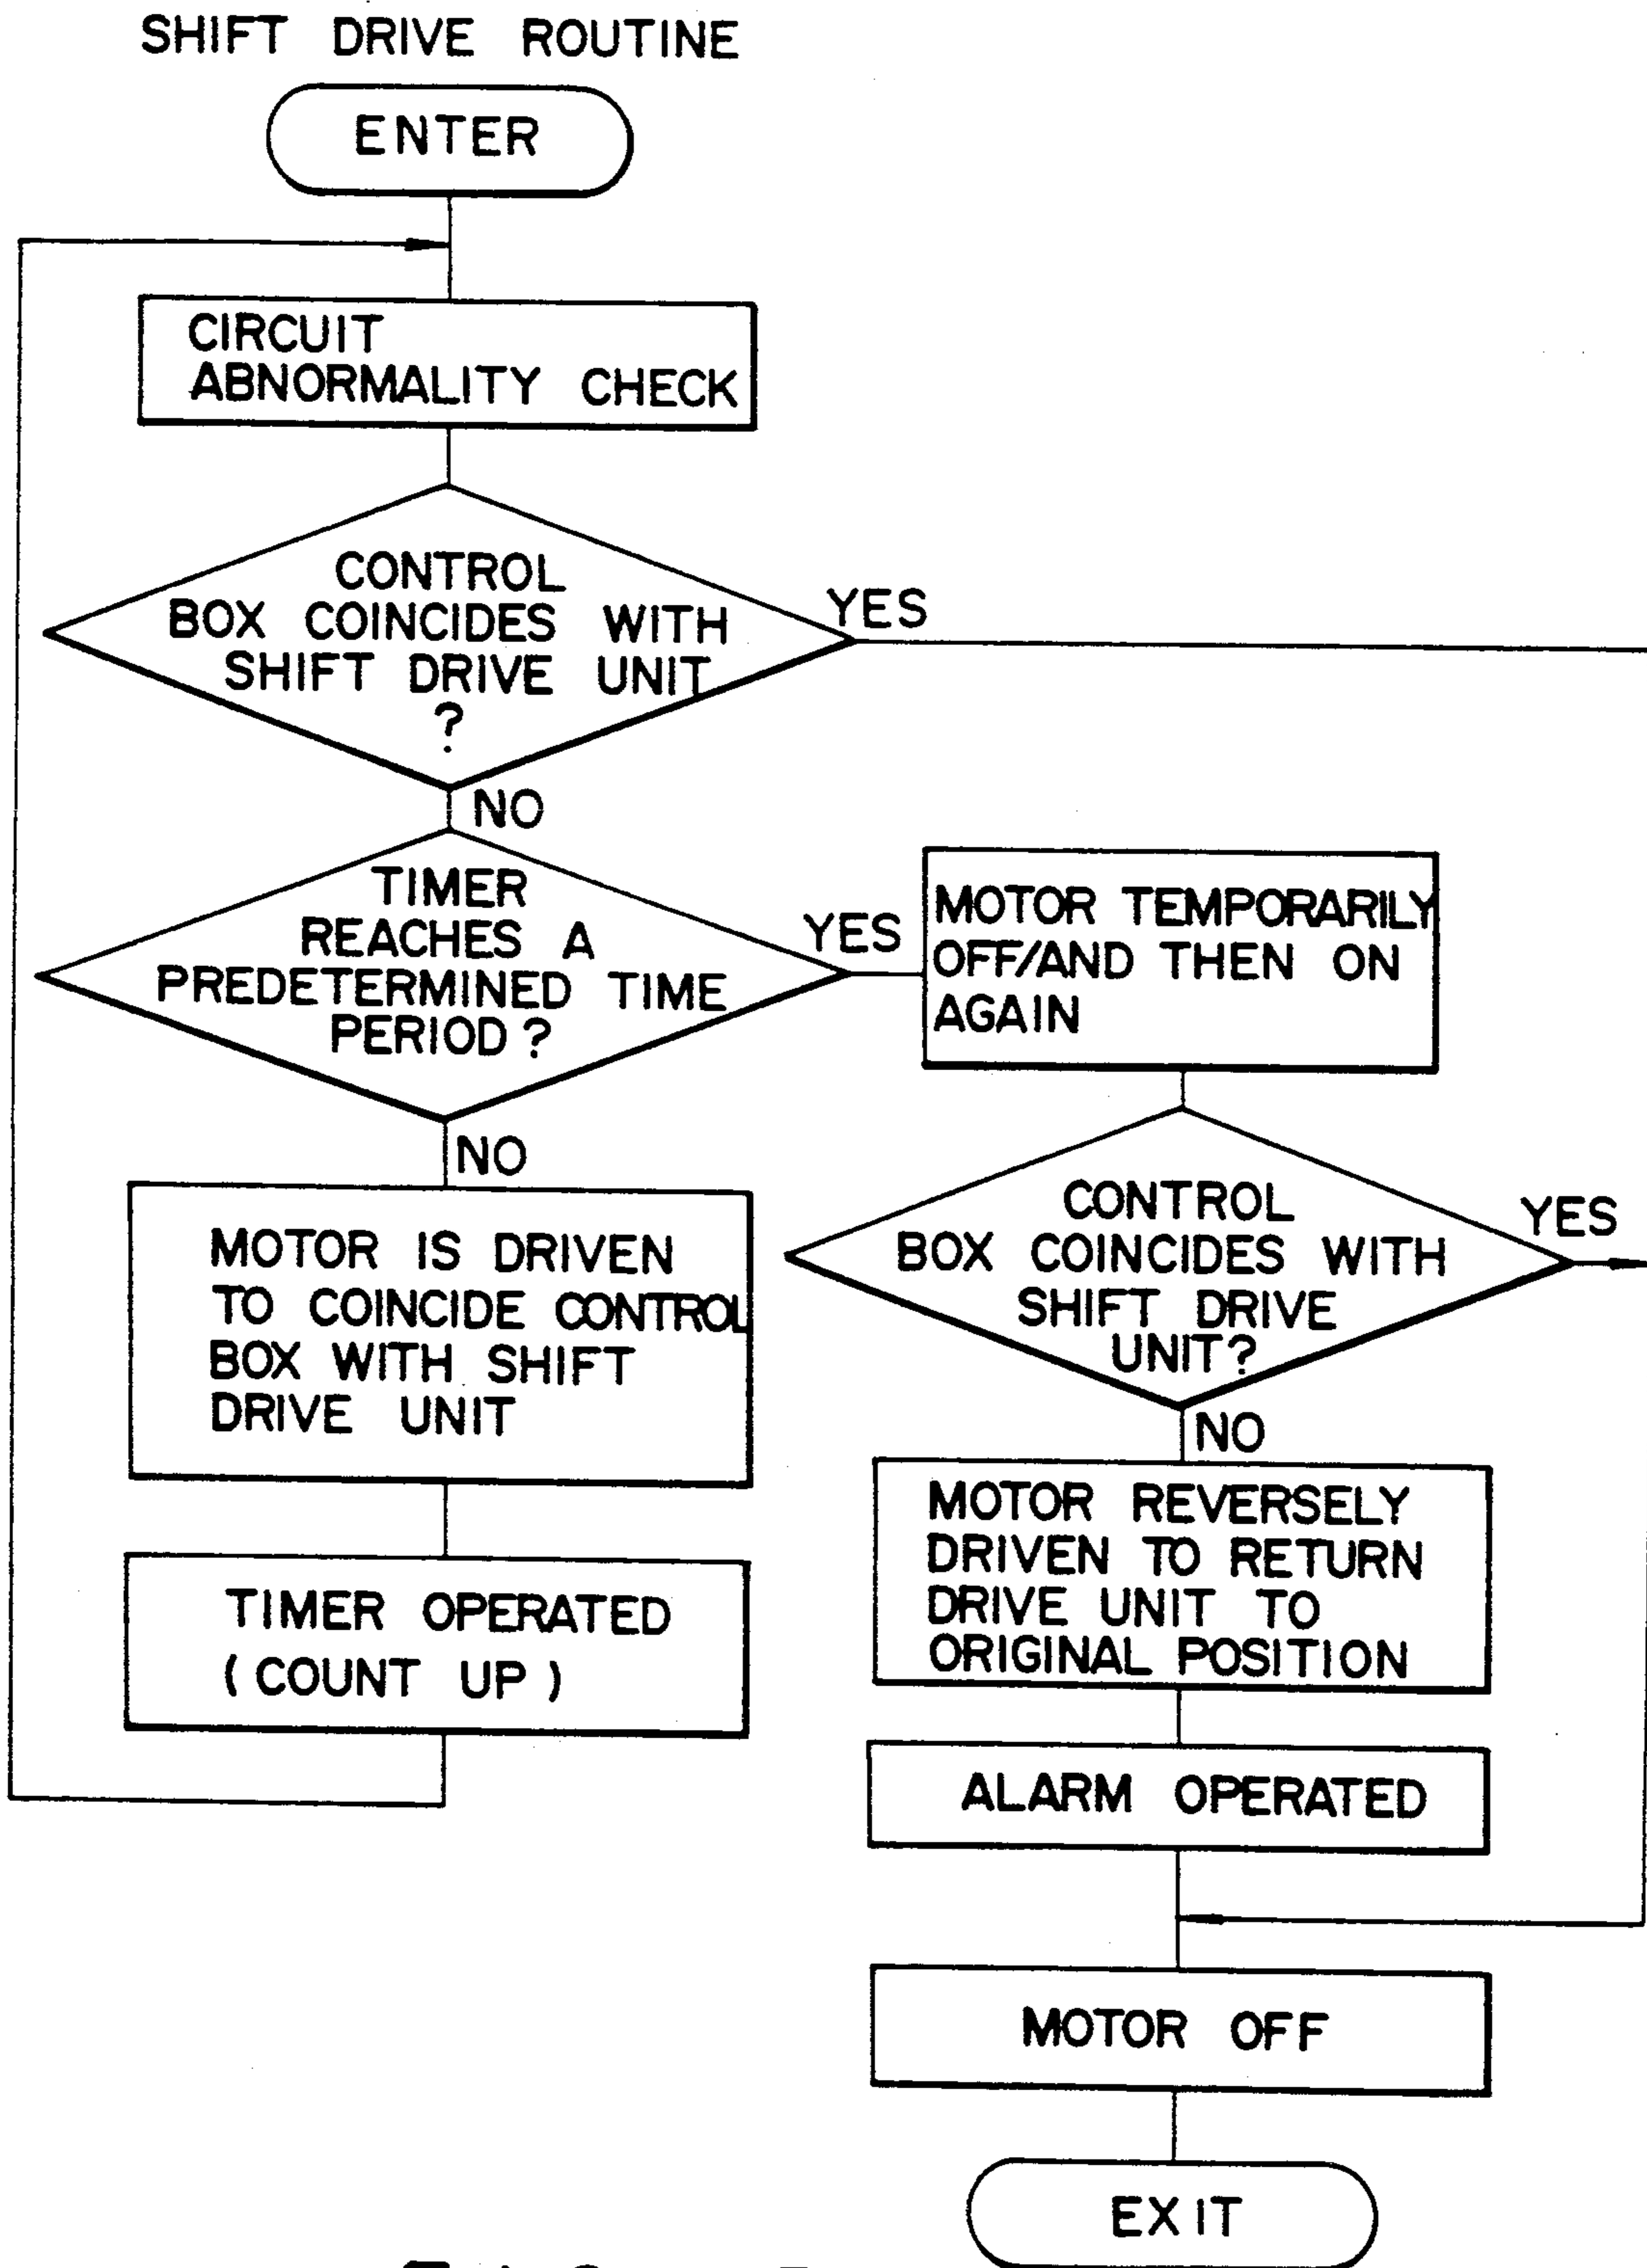 SHIFT DRIVE ROUTINE
ENTER
CIRCUIT
ABNORMALITY CHECK
CONTROL
BOX COINCIDES WITH
SHIFT DRIVE UNIT
?
YES
NO
TIMER
REACHES A
PREDETERMINED TIME
PERIOD?
YES
NO
MOTOR TEMPORARILY
OFF/AND THEN ON
AGAIN
CONTROL
BOX COINCIDES WITH
SHIFT DRIVE
UNIT?
YES
NO
MOTOR IS DRIVEN
TO COINCIDE CONTROL
BOX WITH SHIFT
DRIVE UNIT
TIMER OPERATED
(COUNT UP)
MOTOR REVERSELY
DRIVEN TO RETURN
DRIVE UNIT TO
ORIGINAL POSITION
ALARM OPERATED
MOTOR OFF
EXIT